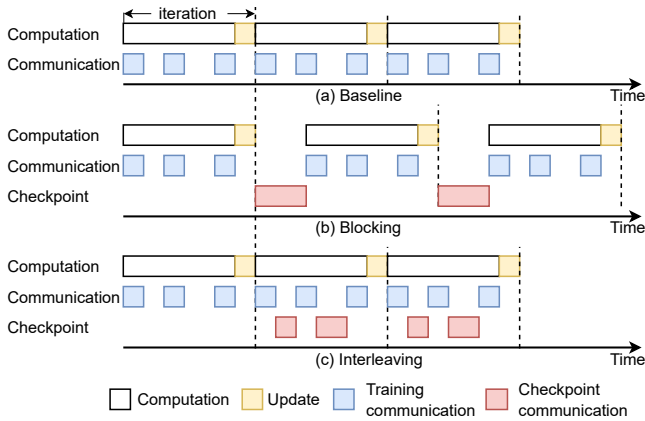 iteration
Computation
Communication
(a) Baseline
Time
Computation
Communication
Checkpoint
(b) Blocking
Time
Computation
Communication
Checkpoint
(c) Interleaving
Time
Computation
Update
Training
communication
Checkpoint
communication